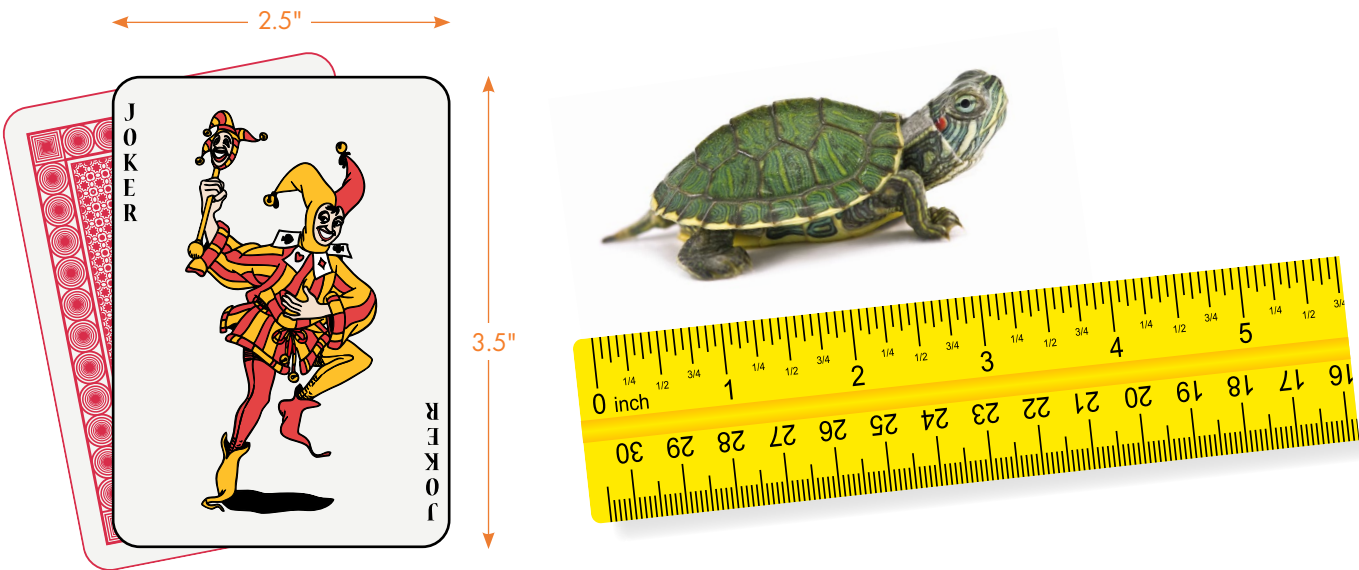 2.5"
3.5"
JOKER
JOKER
1/4 1/2 3/4 1/4 1/2 3/4 1/4 1/2 3/4 1/4 1/2 3/4 1/4 1/2 3/4 1/4 1/2 3/4
0 inch 1 2 3 4 5
30 29 28 27 26 25 24 23 22 21 20 19 18 17 16